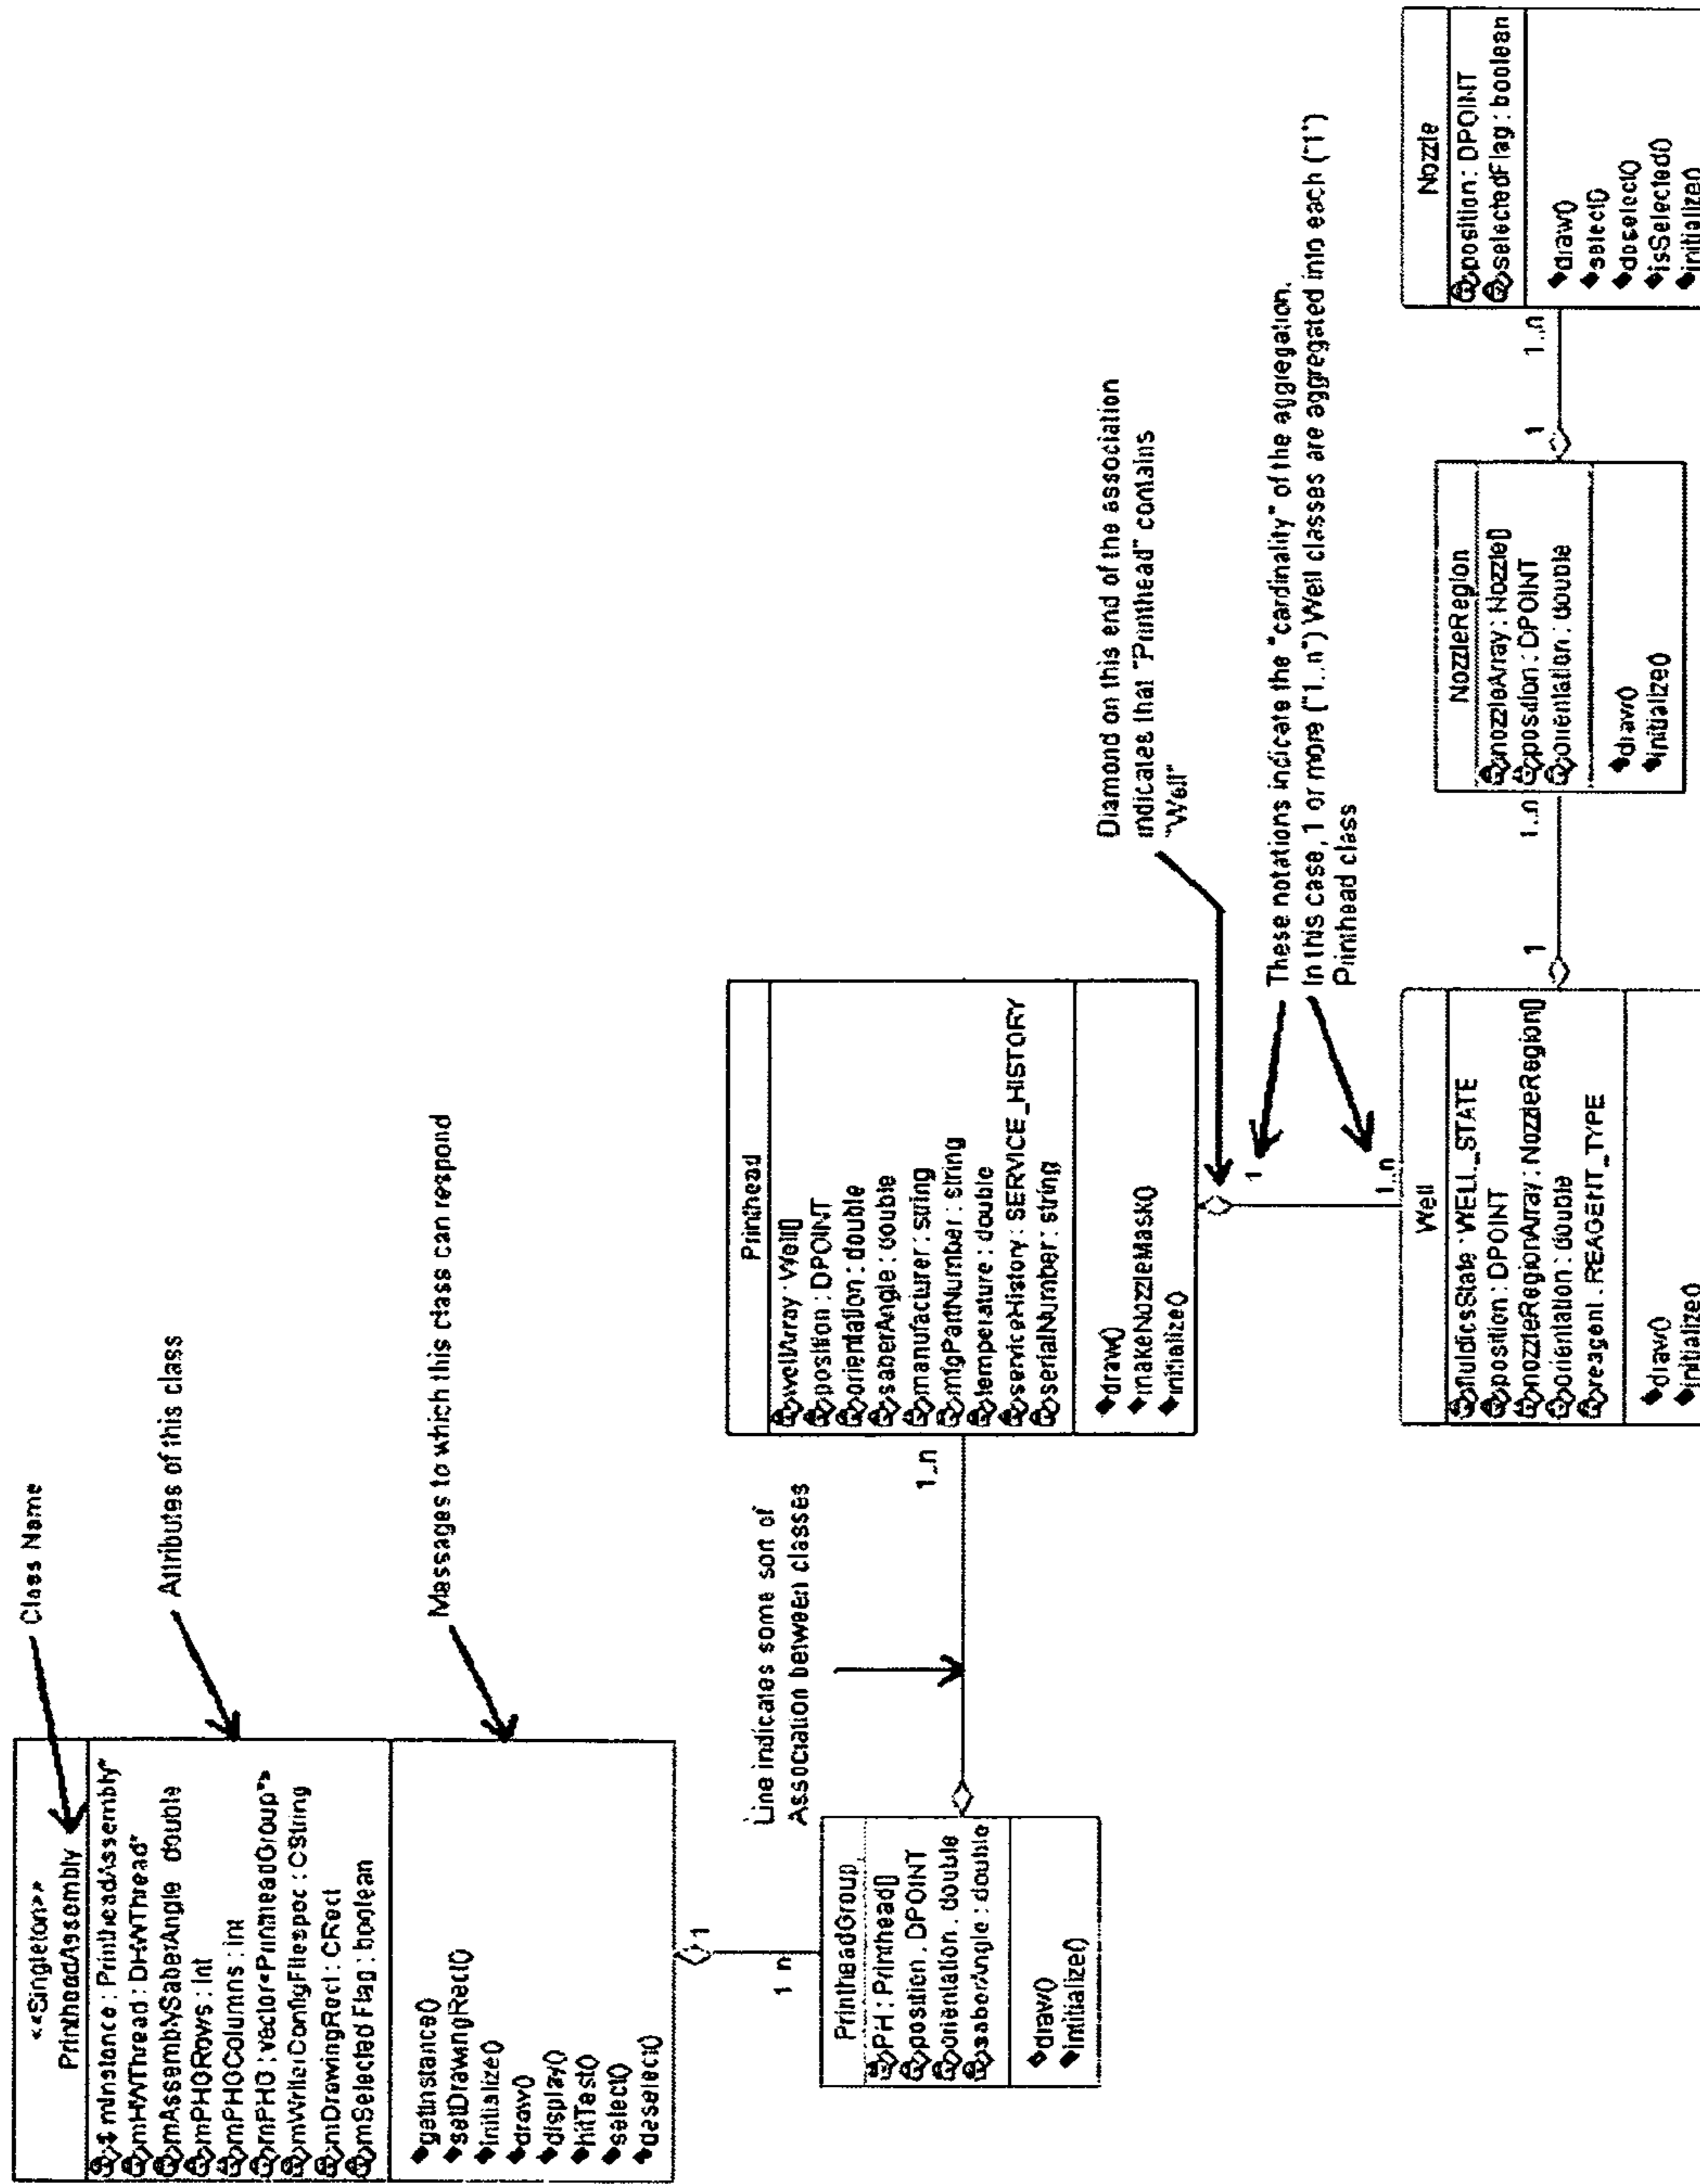 Class Name
<<Singleton>>
PrintheadAssembly
mInstance : PrintheadAssembly*
mHWThread : DHWThread*
mAssemblySaberAngle double
mPHGRows : int
mPHGColumns : int
mPHG : vector<PrintheadGroup*>
mWriterConfigFilespec : CString
mDrawingRect : CRect
mSelected Flag : boolean
getInstance()
setDrawingRect()
initialize()
draw()
display()
hitTest()
select()
deselect()
Attributes of this class
Messages to which this class can respond
1
1 n
PrintheadGroup
PH : Printhead[]
position : DPOINT
orientation : double
saberAngle : double
draw()
initialize()
Line indicates some sort of
Association between classes
1..n
Printhead
wellArray : Well[]
position : DPOINT
orientation : double
saberAngle : double
manufacturer : string
mfgPartNumber : string
temperature : double
serviceHistory : SERVICE_HISTORY
serialNumber : string
draw()
makeNozzleMask()
initialize()
Diamond on this end of the association
indicates that "Printhead" contains
"Well"
1
1..n
These notations indicate the "cardinality" of the aggregation.
In this case, 1 or more ("1..n") Well classes are aggregated into each ("1")
Printhead class
Well
fluidicsState : WELL_STATE
position : DPOINT
nozzleRegionArray : NozzleRegion[]
orientation : double
reagent : REAGENT_TYPE
draw()
initialize()
1
1..n
NozzleRegion
nozzleArray : Nozzle[]
position : DPOINT
orientation : double
draw()
initialize()
1
1..n
Nozzle
position : DPOINT
selectedFlag : boolean
draw()
select()
deselect()
isSelected()
initialize()